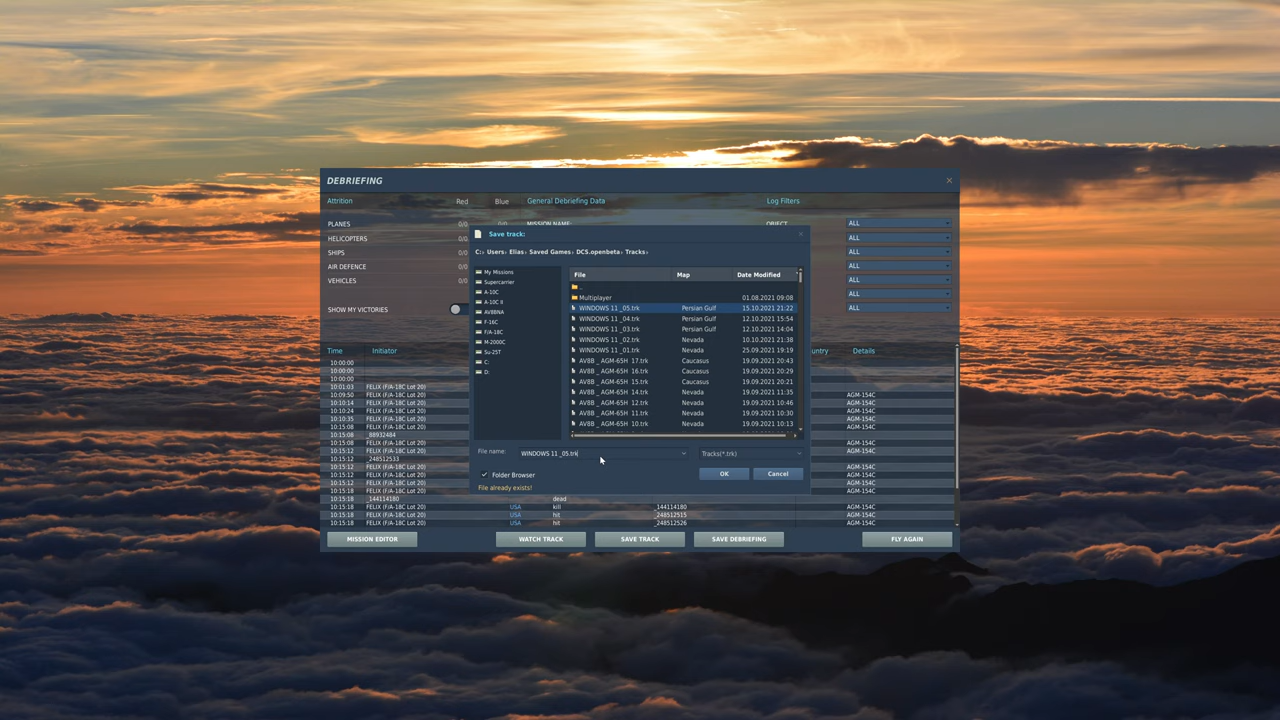 DEBRIEFING
Attrition Red Blue General Debriefing Data Log Filters
PLANES 0/0 0/0 MISSION NAME: OBJECT ALL
HELICOPTERS 0/0 ALL
SHIPS 0/0 ALL
AIR DEFENCE 0/0 ALL
VEHICLES 0/0 ALL
ALL
SHOW MY VICTORIES ALL
Save track:
C:› Users› Elias› Saved Games› DCS.openbeta› Tracks›
My Missions
Supercarrier
A-10C
A-10C II
AV8BNA
F-16C
F/A-18C
M-2000C
Su-25T
C:
D:
File Map Date Modified
..
Multiplayer 01.08.2021 09:08
WINDOWS 11 _05.trk Persian Gulf 15.10.2021 21:22
WINDOWS 11 _04.trk Persian Gulf 12.10.2021 15:54
WINDOWS 11 _03.trk Persian Gulf 12.10.2021 14:04
WINDOWS 11 _02.trk Nevada 10.10.2021 21:38
WINDOWS 11 _01.trk Nevada 25.09.2021 19:19
AV8B _ AGM-65H 17.trk Caucasus 19.09.2021 20:43
AV8B _ AGM-65H 16.trk Caucasus 19.09.2021 20:29
AV8B _ AGM-65H 15.trk Caucasus 19.09.2021 20:21
AV8B _ AGM-65H 14.trk Nevada 19.09.2021 11:35
AV8B _ AGM-65H 12.trk Nevada 19.09.2021 10:46
AV8B _ AGM-65H 11.trk Nevada 19.09.2021 10:30
AV8B _ AGM-65H 10.trk Nevada 19.09.2021 10:13
File name: WINDOWS 11 _05.trk Tracks(*.trk)
Folder Browser OK Cancel
File already exists!
Time Initiator untry Details
10:00:00
10:00:00
10:00:00
10:01:03 FELIX (F/A-18C Lot 20)
10:09:50 FELIX (F/A-18C Lot 20) AGM-154C
10:10:14 FELIX (F/A-18C Lot 20) AGM-154C
10:10:24 FELIX (F/A-18C Lot 20) AGM-154C
10:10:35 FELIX (F/A-18C Lot 20) AGM-154C
10:15:08 FELIX (F/A-18C Lot 20) AGM-154C
10:15:08 _88932484
10:15:08 FELIX (F/A-18C Lot 20) AGM-154C
10:15:12 FELIX (F/A-18C Lot 20) AGM-154C
10:15:12 _248512533
10:15:12 FELIX (F/A-18C Lot 20) AGM-154C
10:15:12 FELIX (F/A-18C Lot 20) AGM-154C
10:15:12 FELIX (F/A-18C Lot 20) AGM-154C
10:15:18 FELIX (F/A-18C Lot 20) AGM-154C
10:15:18 _144114180 dead
10:15:18 FELIX (F/A-18C Lot 20) USA kill _144114180 AGM-154C
10:15:18 FELIX (F/A-18C Lot 20) USA hit _248512515 AGM-154C
10:15:18 FELIX (F/A-18C Lot 20) USA hit _248512526 AGM-154C
MISSION EDITOR WATCH TRACK SAVE TRACK SAVE DEBRIEFING FLY AGAIN